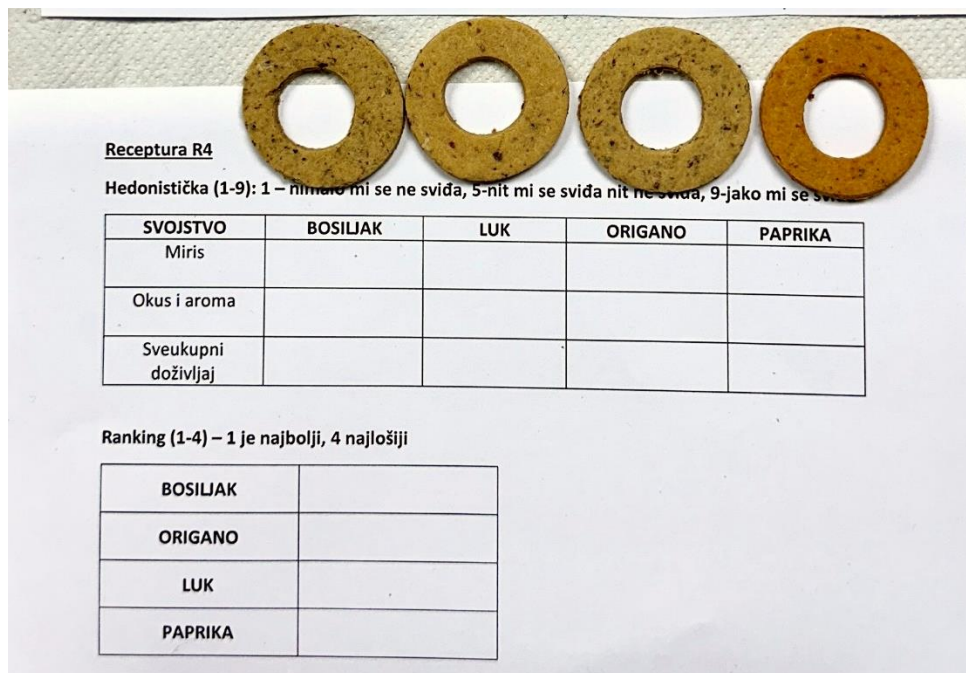 Receptura R4
Hedonistička (1-9): 1 – nimalo mi se ne sviđa, 5-nit mi se sviđa nit ne sviđa, 9-jako mi se
SVOJSTVO BOSILJAK LUK ORIGANO PAPRIKA
Miris
Okus i aroma
Sveukupni
doživljaj
Ranking (1-4) – 1 je najbolji, 4 najlošiji
BOSILJAK
ORIGANO
LUK
PAPRIKA